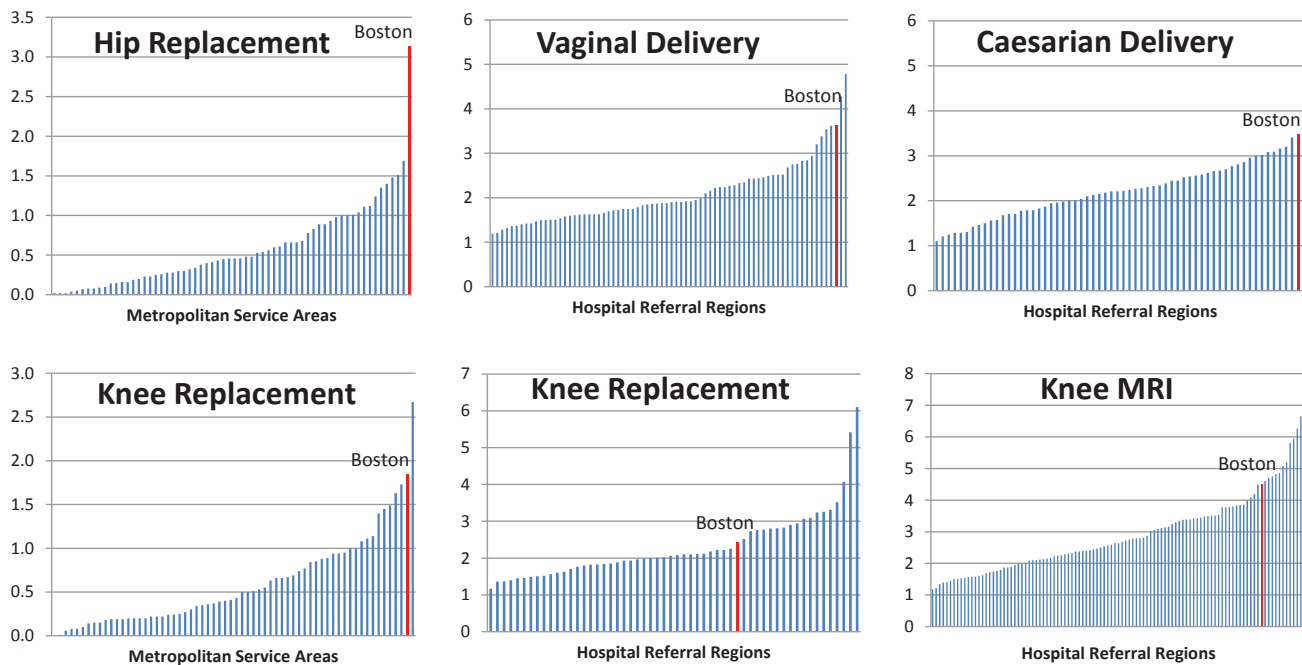 Hip Replacement
Boston
3.5
3.0
2.5
2.0
1.5
1.0
0.5
0.0
Metropolitan Service Areas
Vaginal Delivery
Boston
6
5
4
3
2
1
0
Hospital Referral Regions
Caesarian Delivery
Boston
6
5
4
3
2
1
0
Hospital Referral Regions
Knee Replacement
Boston
3.0
2.5
2.0
1.5
1.0
0.5
0.0
Metropolitan Service Areas
Knee Replacement
Boston
7
6
5
4
3
2
1
0
Hospital Referral Regions
Knee MRI
Boston
8
7
6
5
4
3
2
1
0
Hospital Referral Regions